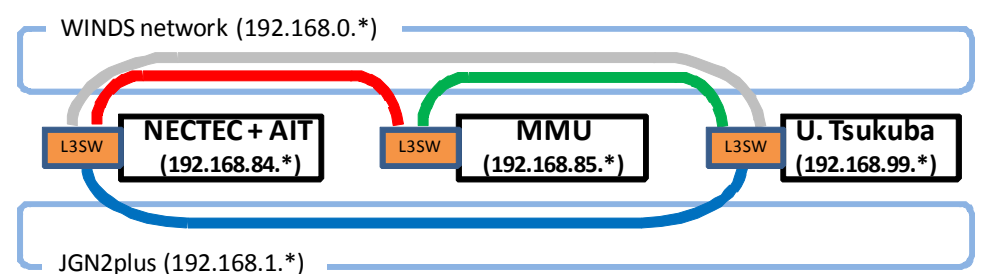 WINDS network (192.168.0.*)
L3SW
NECTEC + AIT
(192.168.84.*)
L3SW
MMU
(192.168.85.*)
L3SW
U. Tsukuba
(192.168.99.*)
JGN2plus (192.168.1.*)